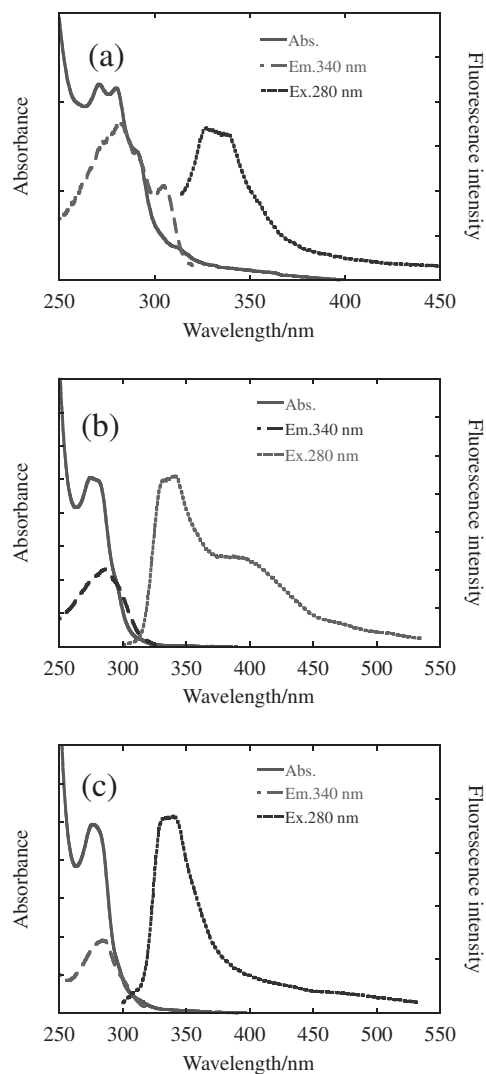 (a)
Abs.
Em.340 nm
Ex.280 nm
Absorbance
Fluorescence intensity
250 300 350 400 450
Wavelength/nm
(b)
Abs.
Em.340 nm
Ex.280 nm
Absorbance
Fluorescence intensity
250 300 350 400 450 500 550
Wavelength/nm
(c)
Abs.
Em.340 nm
Ex.280 nm
Absorbance
Fluorescence intensity
250 300 350 400 450 500 550
Wavelength/nm